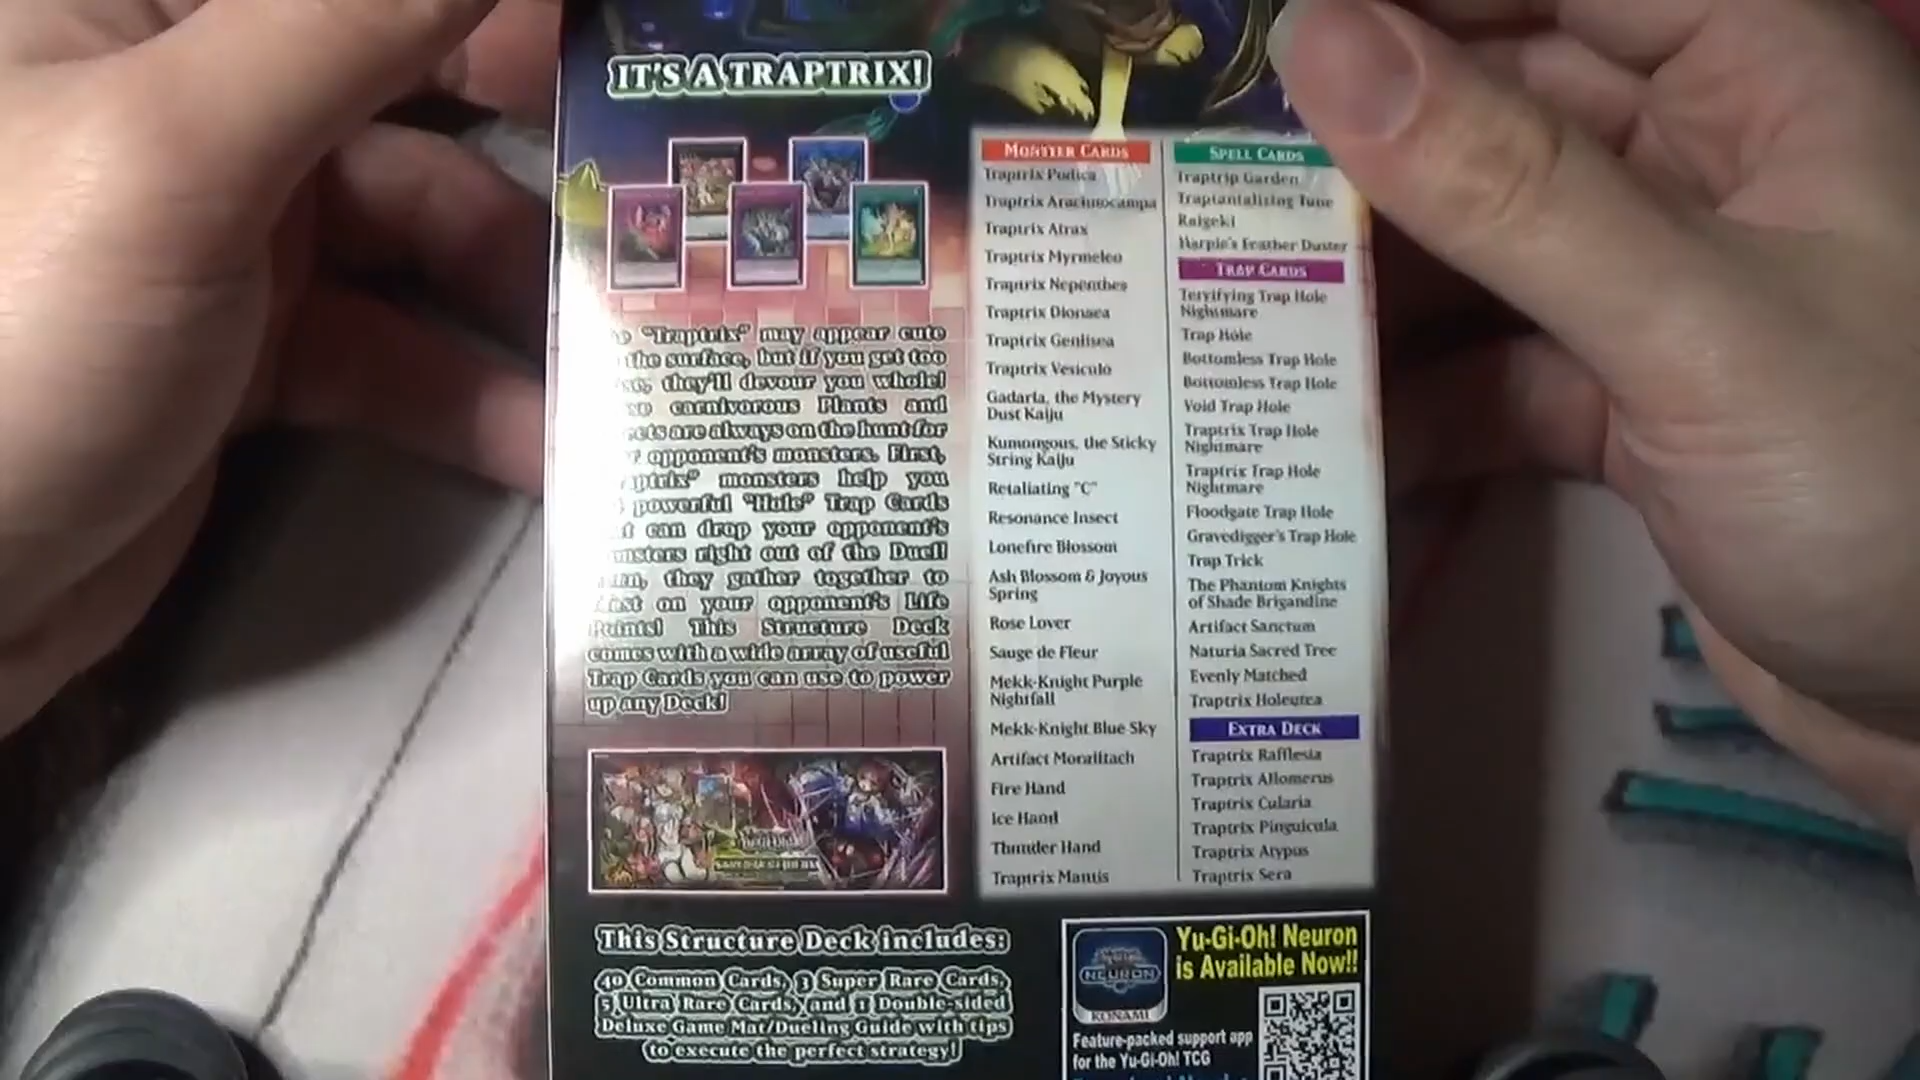 IT'S A TRAPTRIX!
"Traptrix" may appear cute
the surface, but if you get too
they'll devour you whole!
carnivorous Plants and
are always on the hunt for
opponent's monsters. First,
monsters help you
powerful "Hole" Trap Cards
can drop your opponent's
right out of the Duel!
they gather together to
on your opponent's Life
Points! This Structure Deck
comes with a wide array of useful
Trap Cards you can use to power
up any Deck!
MONSTER CARDS
Traptrix Pudica
Traptrix Arachnocampa
Traptrix Atrax
Traptrix Myrmeleo
Traptrix Nepenthes
Traptrix Dionaea
Traptrix Genlisea
Traptrix Vesiculo
Gadarla, the Mystery
Dust Kaiju
Kumongous, the Sticky
String Kaiju
Retaliating "C"
Resonance Insect
Lonefire Blossom
Ash Blossom & Joyous
Spring
Rose Lover
Sauge de Fleur
Mekk-Knight Purple
Nightfall
Mekk-Knight Blue Sky
Artifact Moralltach
Fire Hand
Ice Hand
Thunder Hand
Traptrix Mantis
SPELL CARDS
Traptrip Garden
Traptantalizing Tune
Raigeki
Harpie's Feather Duster
TRAP CARDS
Terrifying Trap Hole
Nightmare
Trap Hole
Bottomless Trap Hole
Bottomless Trap Hole
Void Trap Hole
Traptrix Trap Hole
Nightmare
Traptrix Trap Hole
Nightmare
Floodgate Trap Hole
Gravedigger's Trap Hole
Trap Trick
The Phantom Knights
of Shade Brigandine
Artifact Sanctum
Naturia Sacred Tree
Evenly Matched
Traptrix Holeutea
EXTRA DECK
Traptrix Rafflesia
Traptrix Allomerus
Traptrix Cularia
Traptrix Pinguicula
Traptrix Atypus
Traptrix Sera
This Structure Deck includes:
40 Common Cards, 3 Super Rare Cards,
5 Ultra Rare Cards, and 1 Double-sided
Deluxe Game Mat/Dueling Guide with tips
to execute the perfect strategy!
NEURON
KONAMI
Yu-Gi-Oh! Neuron
is Available Now!!
Feature-packed support app
for the Yu-Gi-Oh! TCG